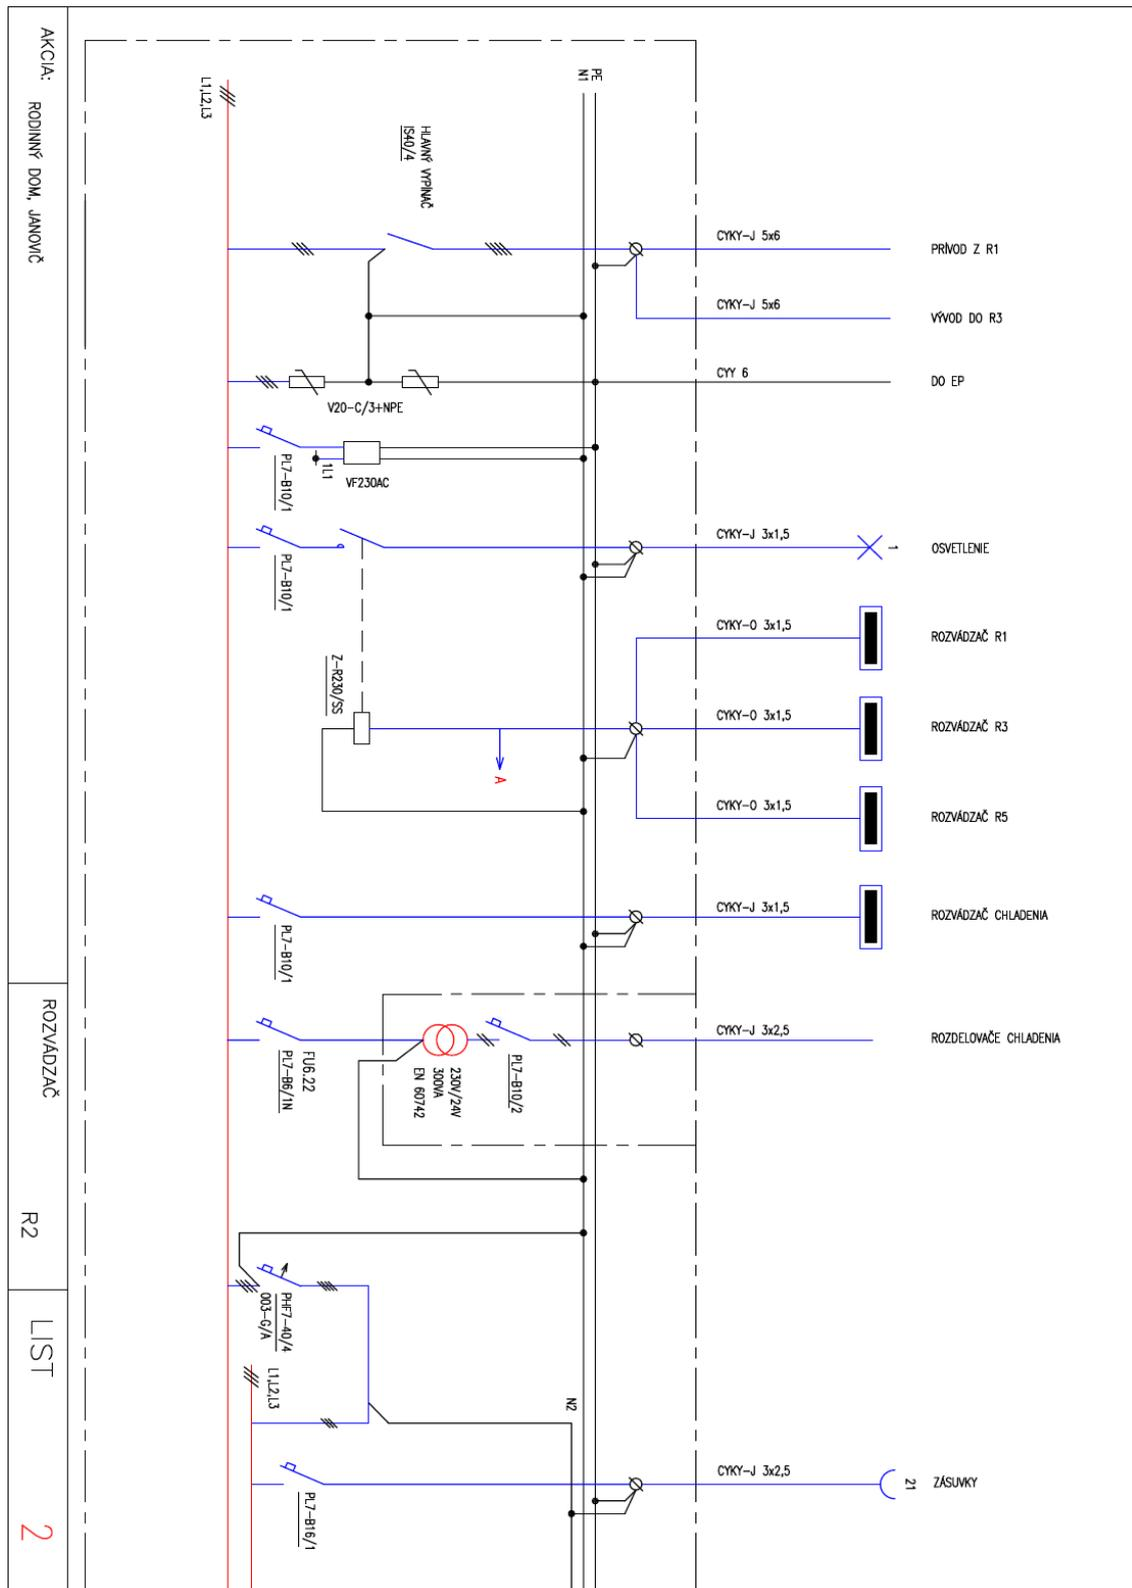 AKCIA: RODINNÝ DOM, JANOVIČ
ROZVÁDZAČ
R2
LIST
2
L1,L2,L3
N1
PE
HLAVNÝ VYPÍNAČ
IS40/4
CYKY-J 5x6
PRÍVOD Z R1
CYKY-J 5x6
VÝVOD DO R3
CYY 6
DO EP
V20-C/3+NPE
PL7-B10/1
1L1
VF230AC
PL7-B10/1
CYKY-J 3x1,5
1
OSVETLENIE
CYKY-O 3x1,5
ROZVÁDZAČ R1
Z-R230/SS
CYKY-O 3x1,5
ROZVÁDZAČ R3
A
CYKY-O 3x1,5
ROZVÁDZAČ R5
PL7-B10/1
CYKY-J 3x1,5
ROZVÁDZAČ CHLADENIA
FU6.22
PL7-B6/1N
230V/24V
300VA
EN 60742
PL7-B10/2
CYKY-J 3x2,5
ROZDELOVAČE CHLADENIA
PHF7-40/4
003-G/A
L1,L2,L3
N2
PL7-B16/1
CYKY-J 3x2,5
21
ZÁSUVKY